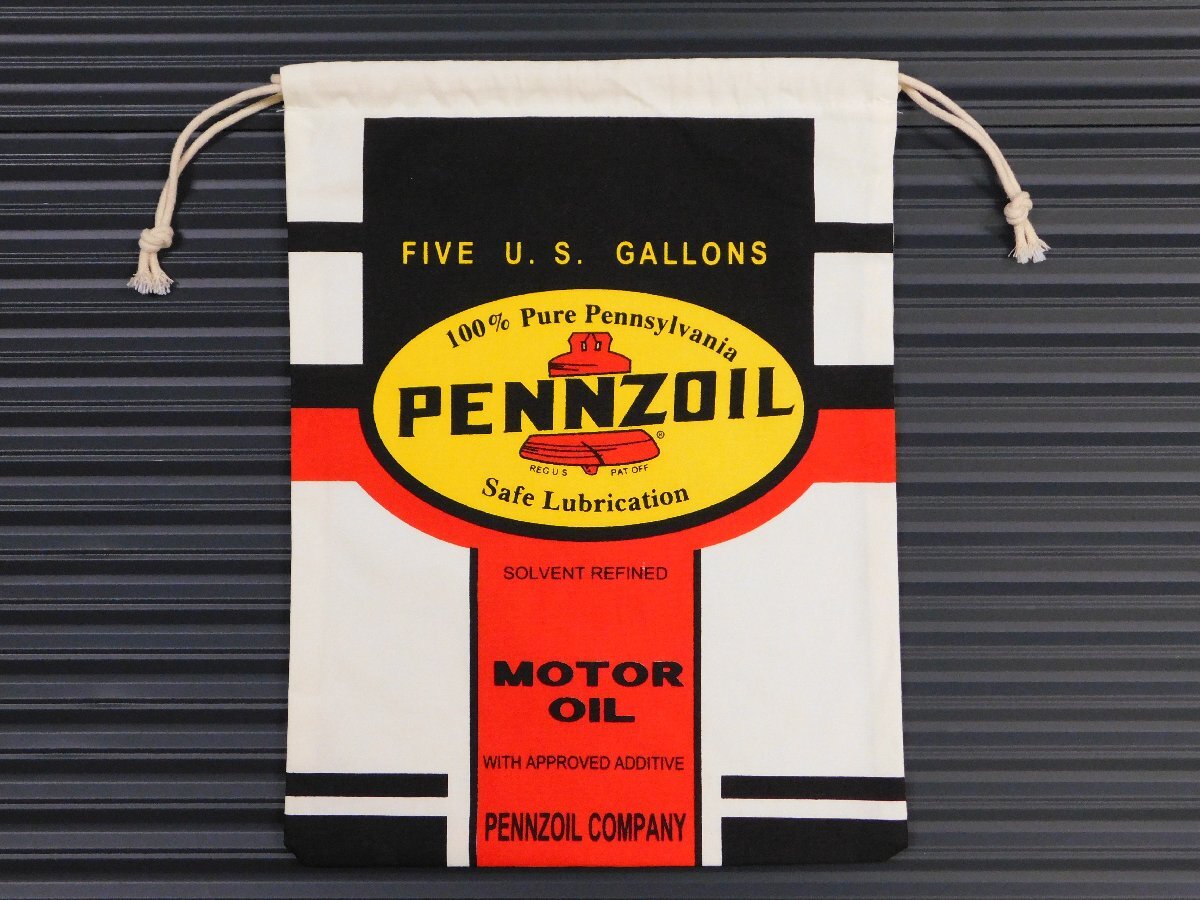 FIVE U.S. GALLONS
100% Pure Pennsylvania
PENNZOIL
®
REG U S PAT OFF
Safe Lubrication
SOLVENT REFINED
MOTOR
OIL
WITH APPROVED ADDITIVE
PENNZOIL COMPANY